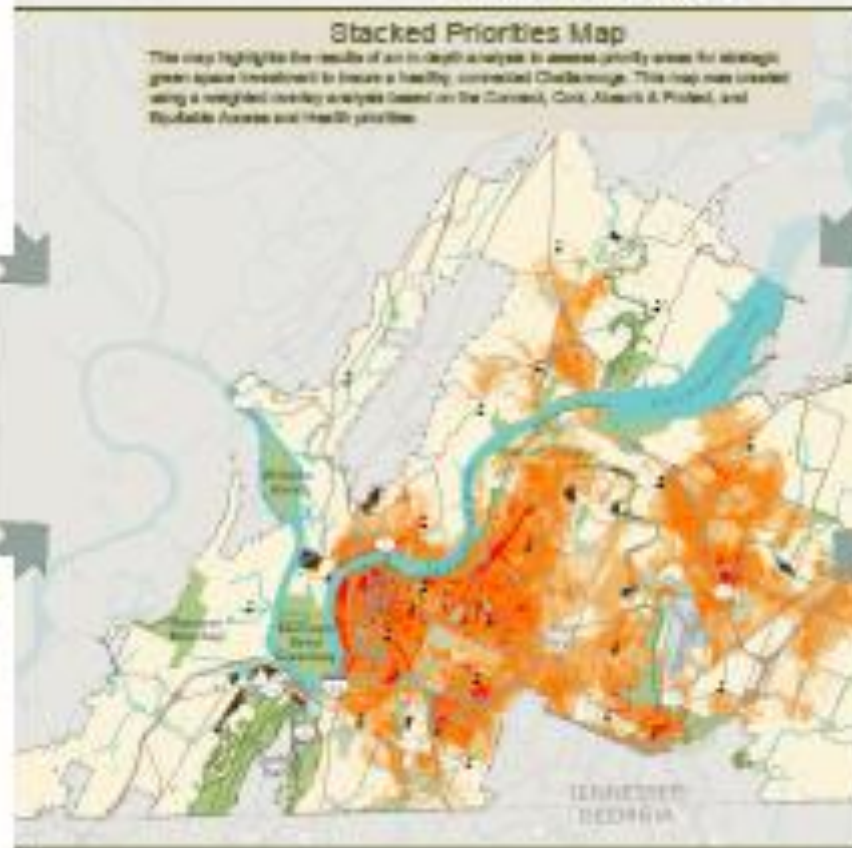 Stacked Priorities Map
This map highlights the results of an in depth analysis to assess priority areas for strategic
green space investment to insure a healthy, connected Chattanooga. This map was created
using a weighted overlay analysis based on the Connect, Cool, Absorb & Protect, and
Equitable Access and Health priorities.
TENNESSEE
GEORGIA